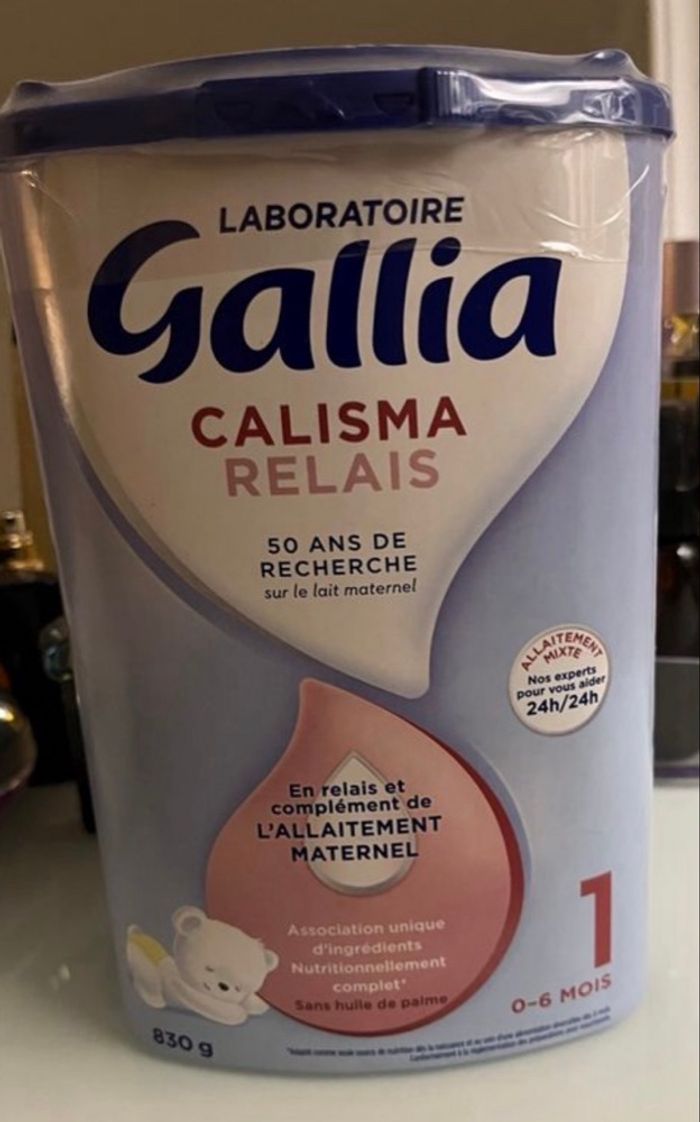 LABORATOIRE
Gallia
CALISMA
RELAIS
50 ANS DE
RECHERCHE
sur le lait maternel
ALLAITEMENT
MIXTE
Nos experts
pour vous aider
24h/24h
En relais et
complément de
L'ALLAITEMENT
MATERNEL
Association unique
d'ingrédients
Nutritionnellement
complet*
Sans huile de palme
1
0-6 MOIS
830 g